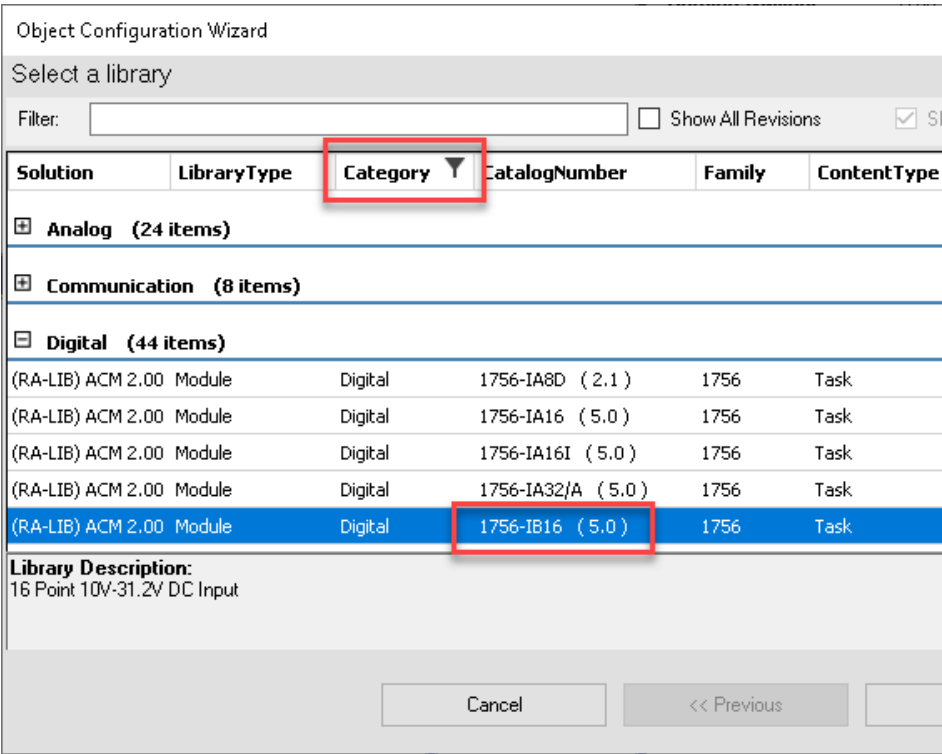 Object Configuration Wizard
Select a library
Filter: Show All Revisions
Solution LibraryType Category CatalogNumber Family ContentType
Analog (24 items)
Communication (8 items)
Digital (44 items)
(RA-LIB) ACM 2.00 Module Digital 1756-IA8D ( 2.1 ) 1756 Task
(RA-LIB) ACM 2.00 Module Digital 1756-IA16 ( 5.0 ) 1756 Task
(RA-LIB) ACM 2.00 Module Digital 1756-IA16I ( 5.0 ) 1756 Task
(RA-LIB) ACM 2.00 Module Digital 1756-IA32/A ( 5.0 ) 1756 Task
(RA-LIB) ACM 2.00 Module Digital 1756-IB16 ( 5.0 ) 1756 Task
Library Description:
16 Point 10V-31.2V DC Input
Cancel << Previous